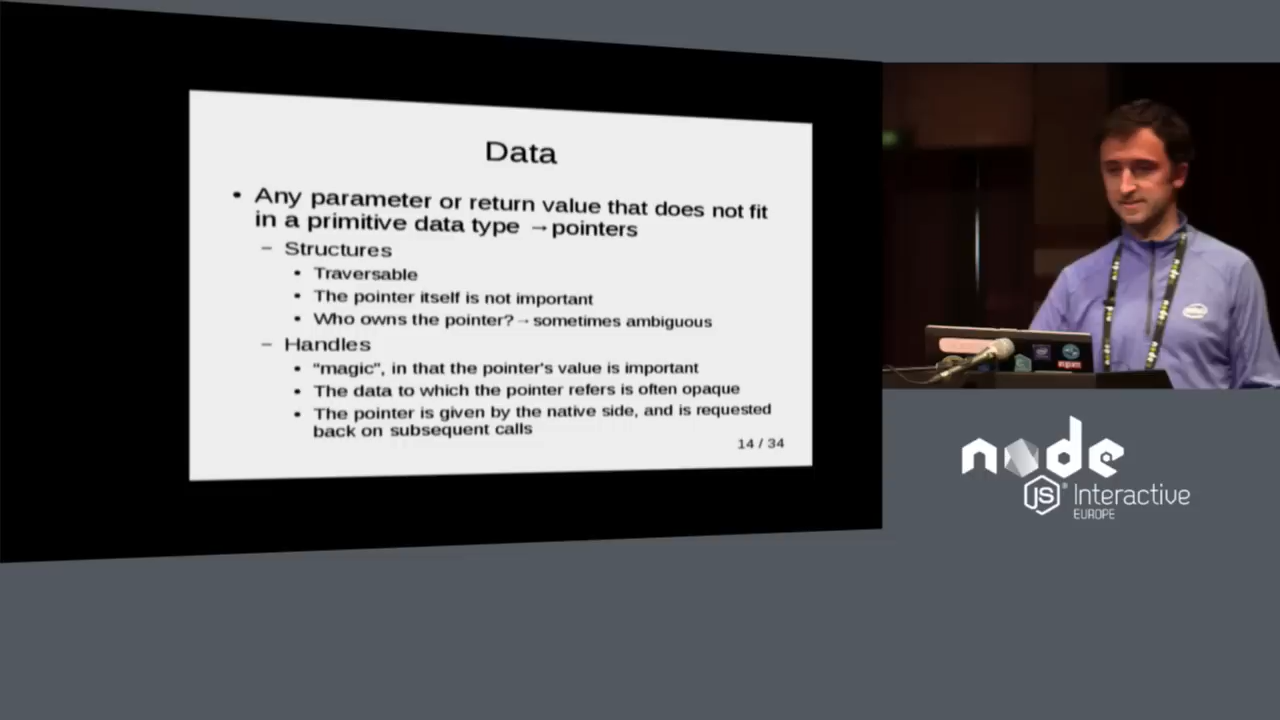 Data
• Any parameter or return value that does not fit
in a primitive data type →pointers
– Structures
• Traversable
• The pointer itself is not important
• Who owns the pointer? → sometimes ambiguous
– Handles
• "magic", in that the pointer's value is important
• The data to which the pointer refers is often opaque
• The pointer is given by the native side, and is requested
back on subsequent calls
14 / 34
node
JS® Interactive
EUROPE